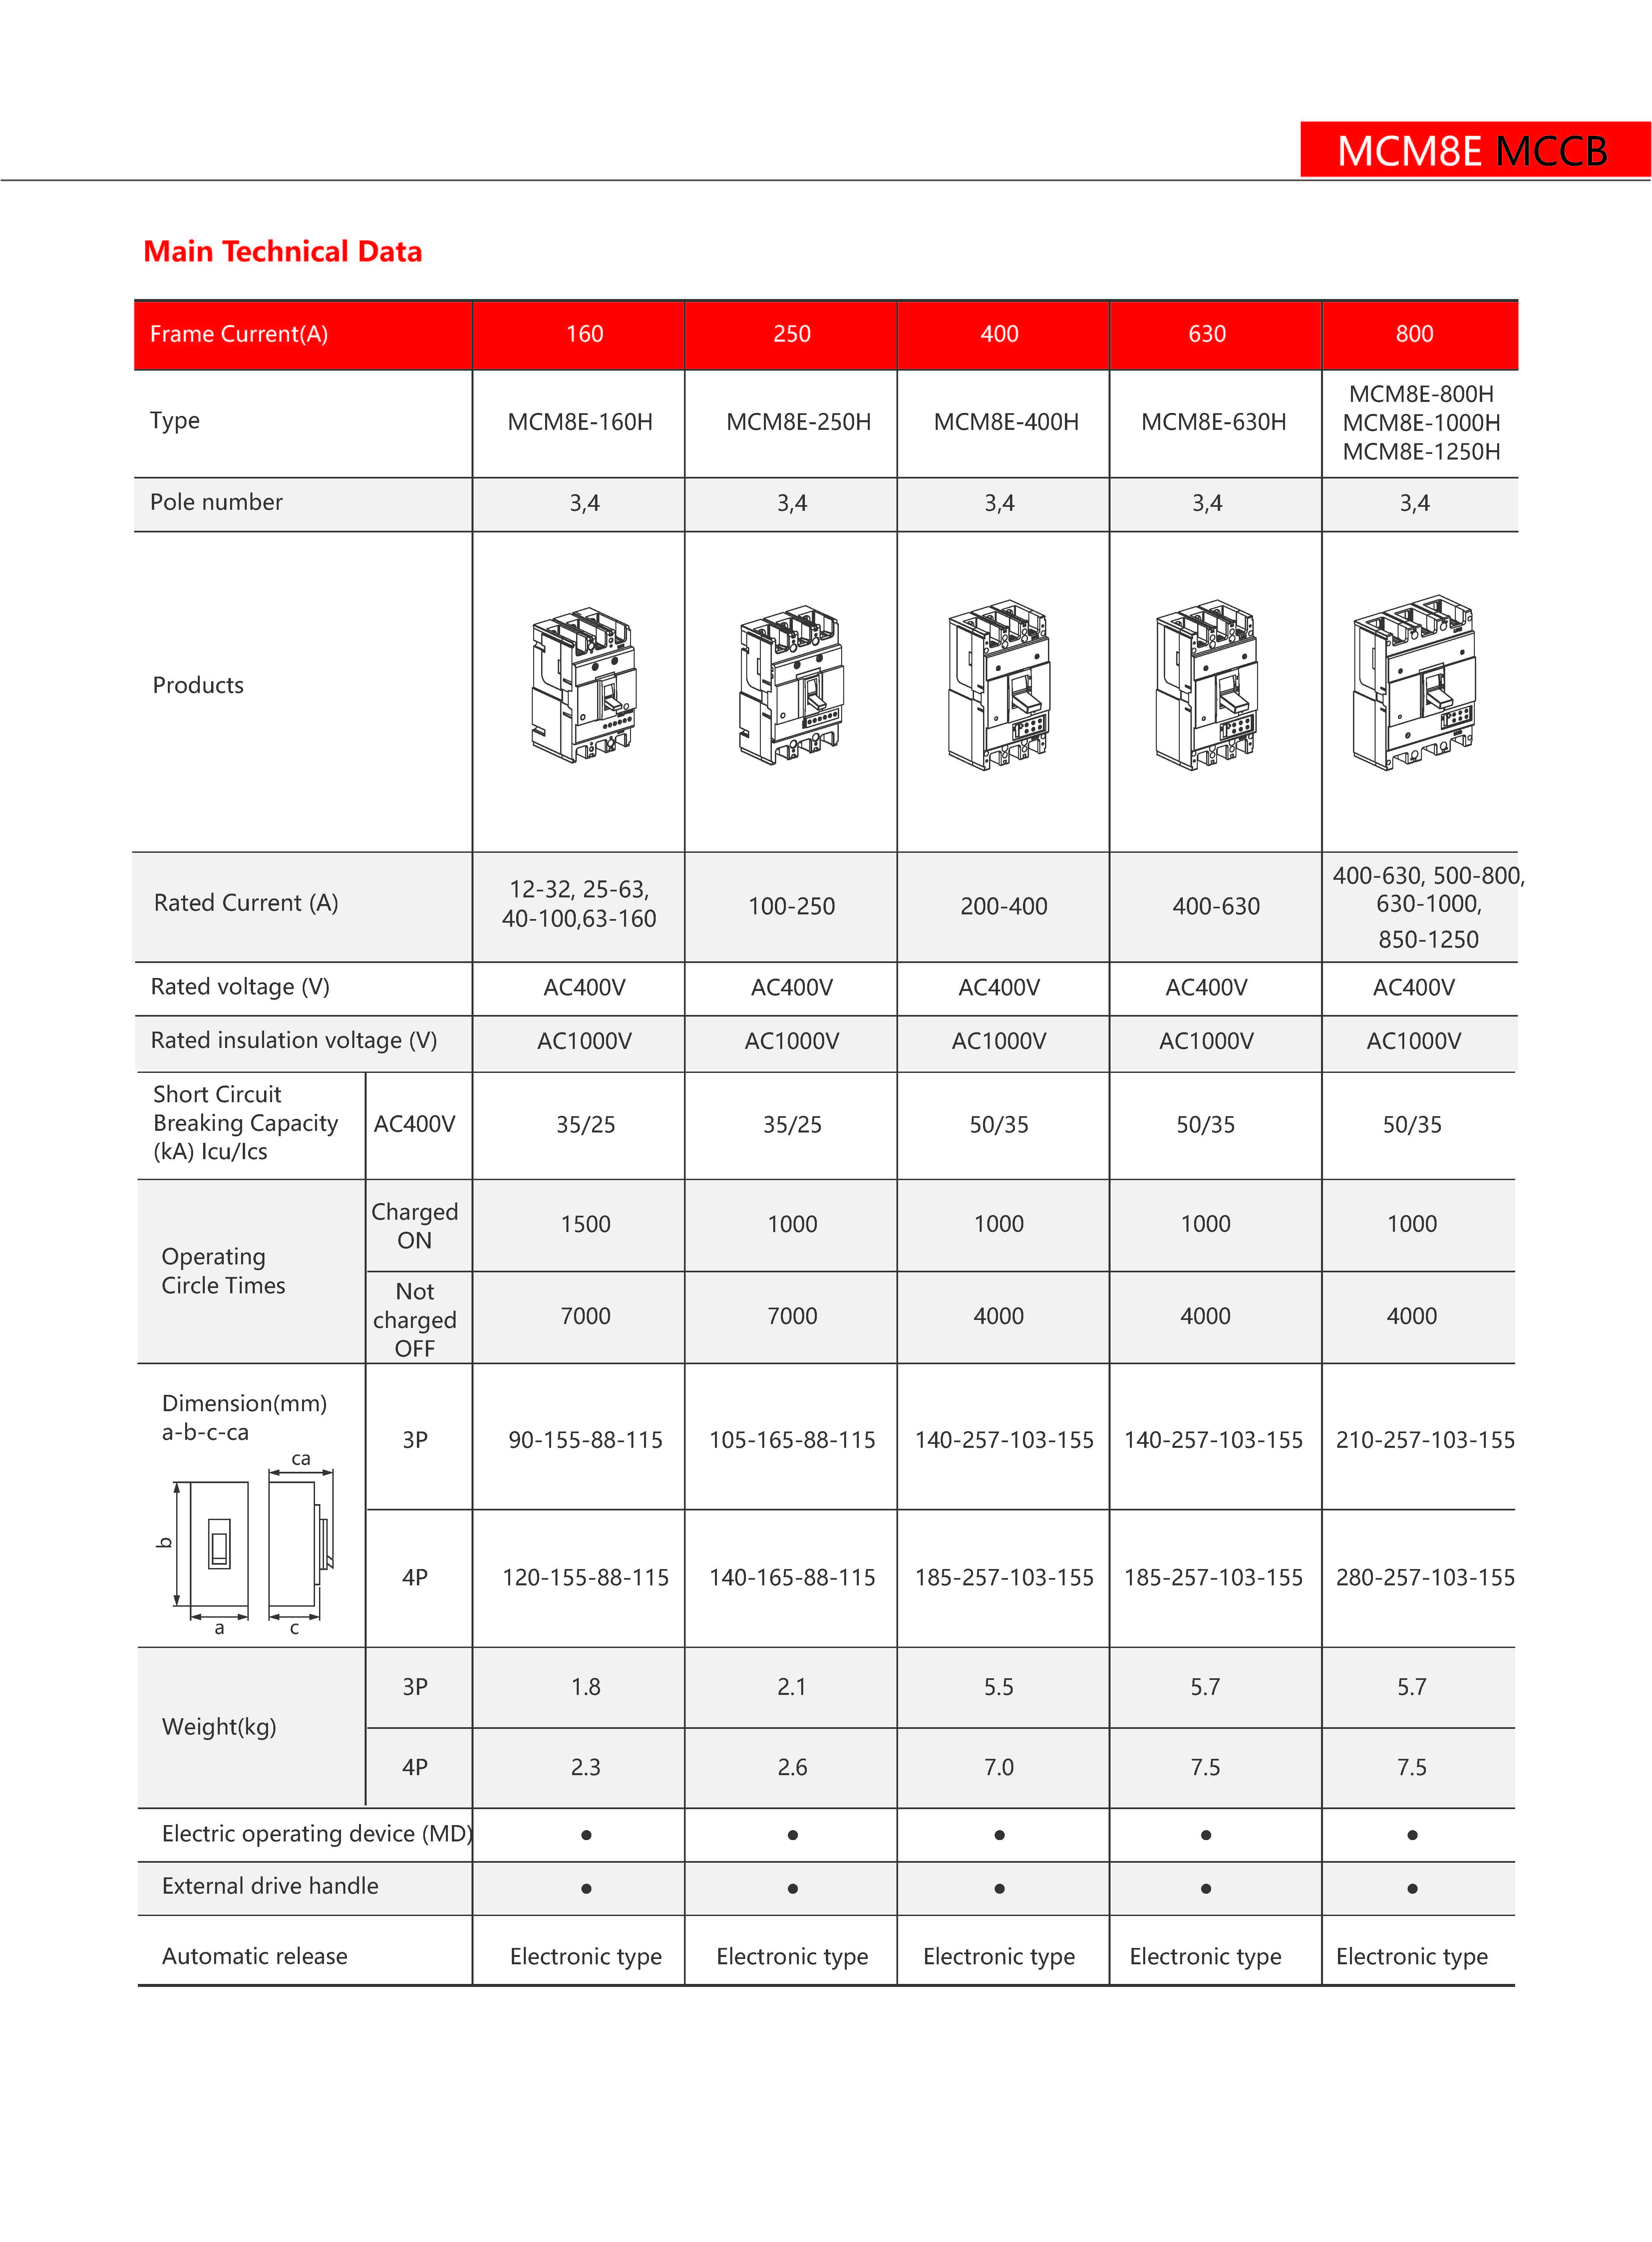 MCM8E MCCB
Main Technical Data
Frame Current(A) 160 250 400 630 800
Type MCM8E-160H MCM8E-250H MCM8E-400H MCM8E-630H MCM8E-800H
MCM8E-1000H
MCM8E-1250H
Pole number 3,4 3,4 3,4 3,4 3,4
Products
Rated Current (A) 12-32, 25-63,
40-100,63-160 100-250 200-400 400-630 400-630, 500-800,
630-1000,
850-1250
Rated voltage (V) AC400V AC400V AC400V AC400V AC400V
Rated insulation voltage (V) AC1000V AC1000V AC1000V AC1000V AC1000V
Short Circuit
Breaking Capacity
(kA) Icu/Ics AC400V 35/25 35/25 50/35 50/35 50/35
Operating
Circle Times
Charged
ON 1500 1000 1000 1000 1000
Not
charged
OFF 7000 7000 4000 4000 4000
Dimension(mm)
a-b-c-ca
ca
b
a c
3P 90-155-88-115 105-165-88-115 140-257-103-155 140-257-103-155 210-257-103-155
4P 120-155-88-115 140-165-88-115 185-257-103-155 185-257-103-155 280-257-103-155
Weight(kg)
3P 1.8 2.1 5.5 5.7 5.7
4P 2.3 2.6 7.0 7.5 7.5
Electric operating device (MD) • • • • •
External drive handle • • • • •
Automatic release Electronic type Electronic type Electronic type Electronic type Electronic type